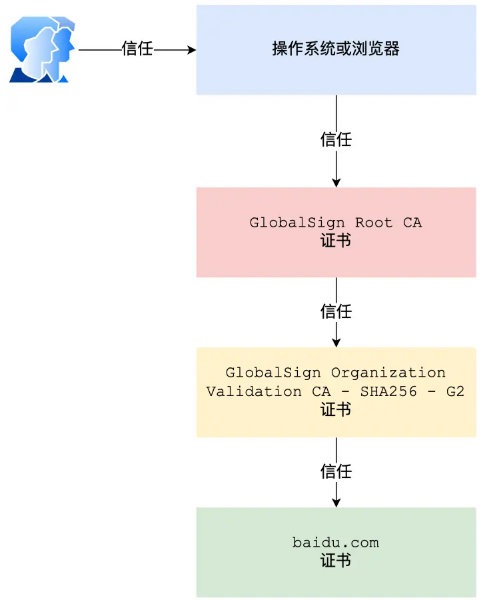 信任
操作系统或浏览器
信任
GlobalSign Root CA
证书
信任
GlobalSign Organization
Validation CA - SHA256 - G2
证书
信任
baidu.com
证书